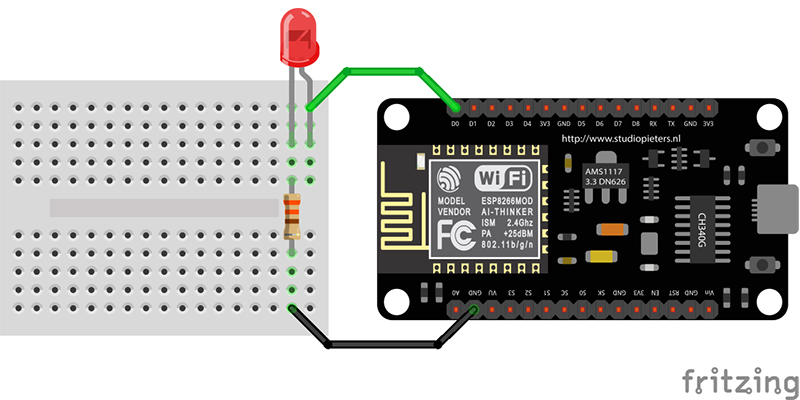 D0 D1 D2 D3 D4 3V3 GND D5 D6 D7 D8 RX TX GND 3V3
http://www.studiopieters.nl
WiFi
MODEL ESP8266MOD
VENDOR AI-THINKER
ISM 2.4Ghz
PA +25dBM
802.11b/g/n
FC
AMS1117
3.3 DN626
CH340G
A0 GND VU S3 S2 S1 SC S0 SK GND 3V3 EN RST GND Vin
fritzing